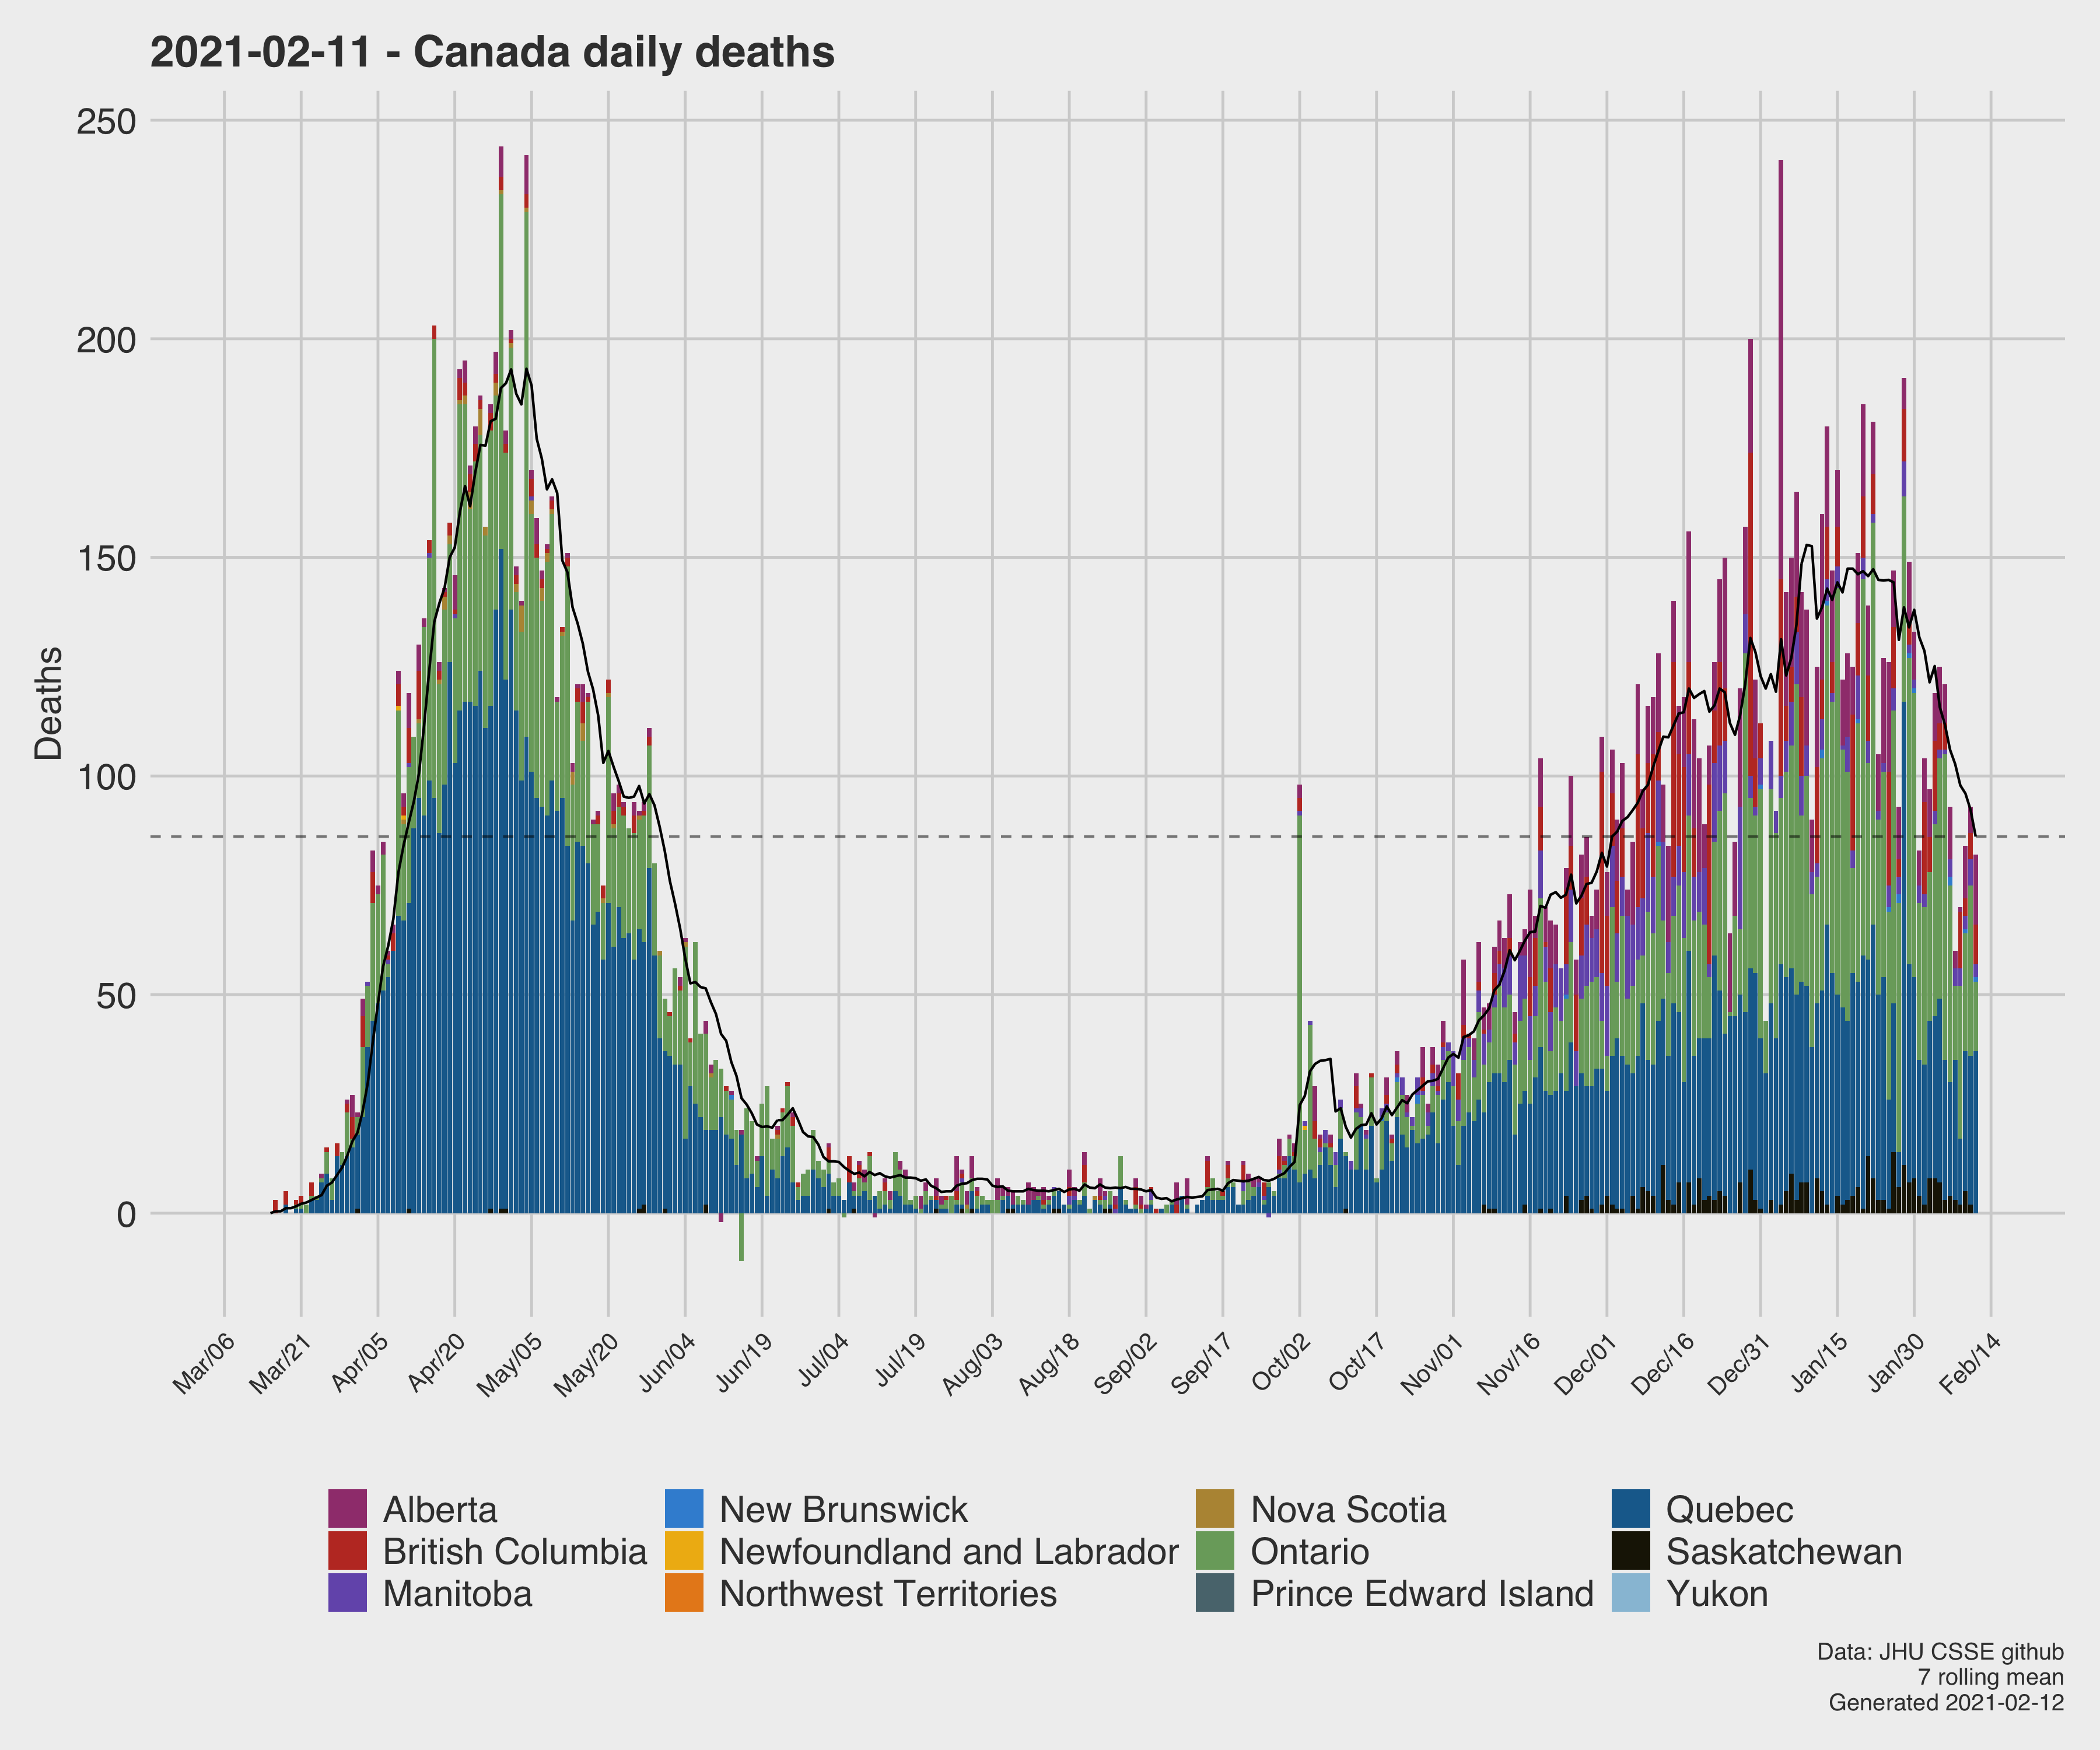 2021-02-11 - Canada daily deaths
250
200
150
100
50
0
Deaths
Mar/06 Mar/21 Apr/05 Apr/20 May/05 May/20 Jun/04 Jun/19 Jul/04 Jul/19 Aug/03 Aug/18 Sep/02 Sep/17 Oct/02 Oct/17 Nov/01 Nov/16 Dec/01 Dec/16 Dec/31 Jan/15 Jan/30 Feb/14
Alberta New Brunswick Nova Scotia Quebec
British Columbia Newfoundland and Labrador Ontario Saskatchewan
Manitoba Northwest Territories Prince Edward Island Yukon
Data: JHU CSSE github
7 rolling mean
Generated 2021-02-12